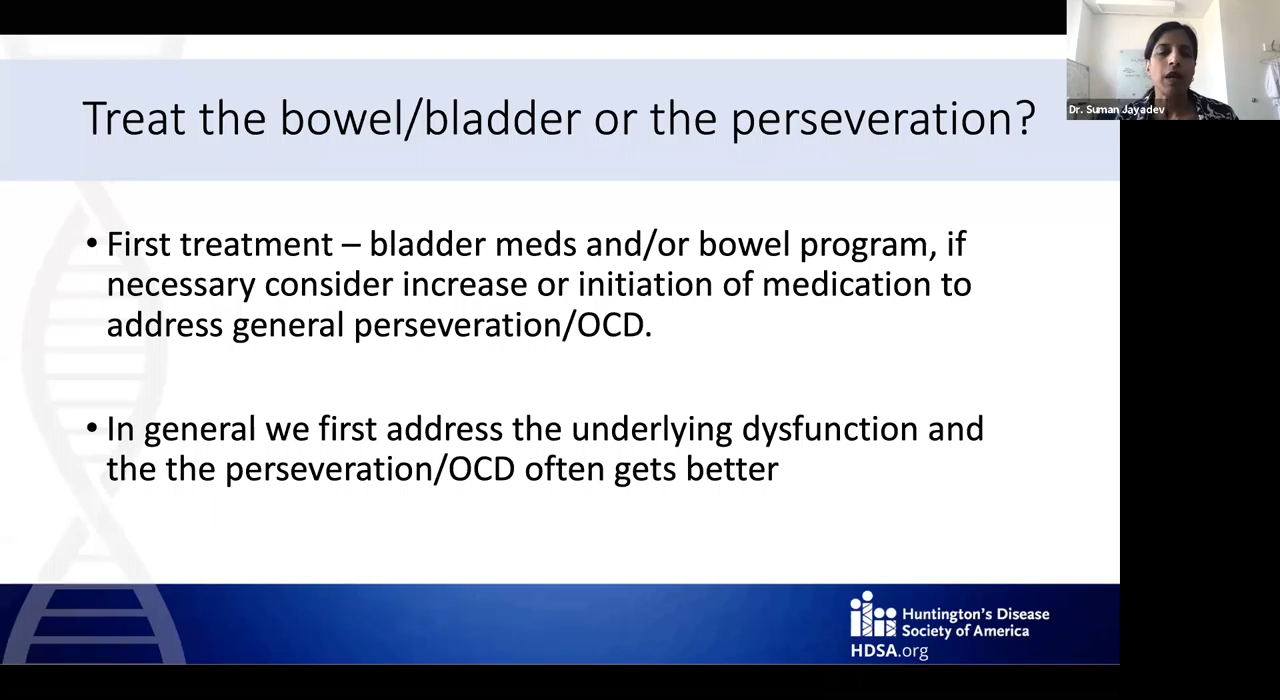 Treat the bowel/bladder or the perseveration?
Dr. Suman Jayadev
• First treatment – bladder meds and/or bowel program, if
necessary consider increase or initiation of medication to
address general perseveration/OCD.
• In general we first address the underlying dysfunction and
the the perseveration/OCD often gets better
Huntington's Disease
Society of America
HDSA.org